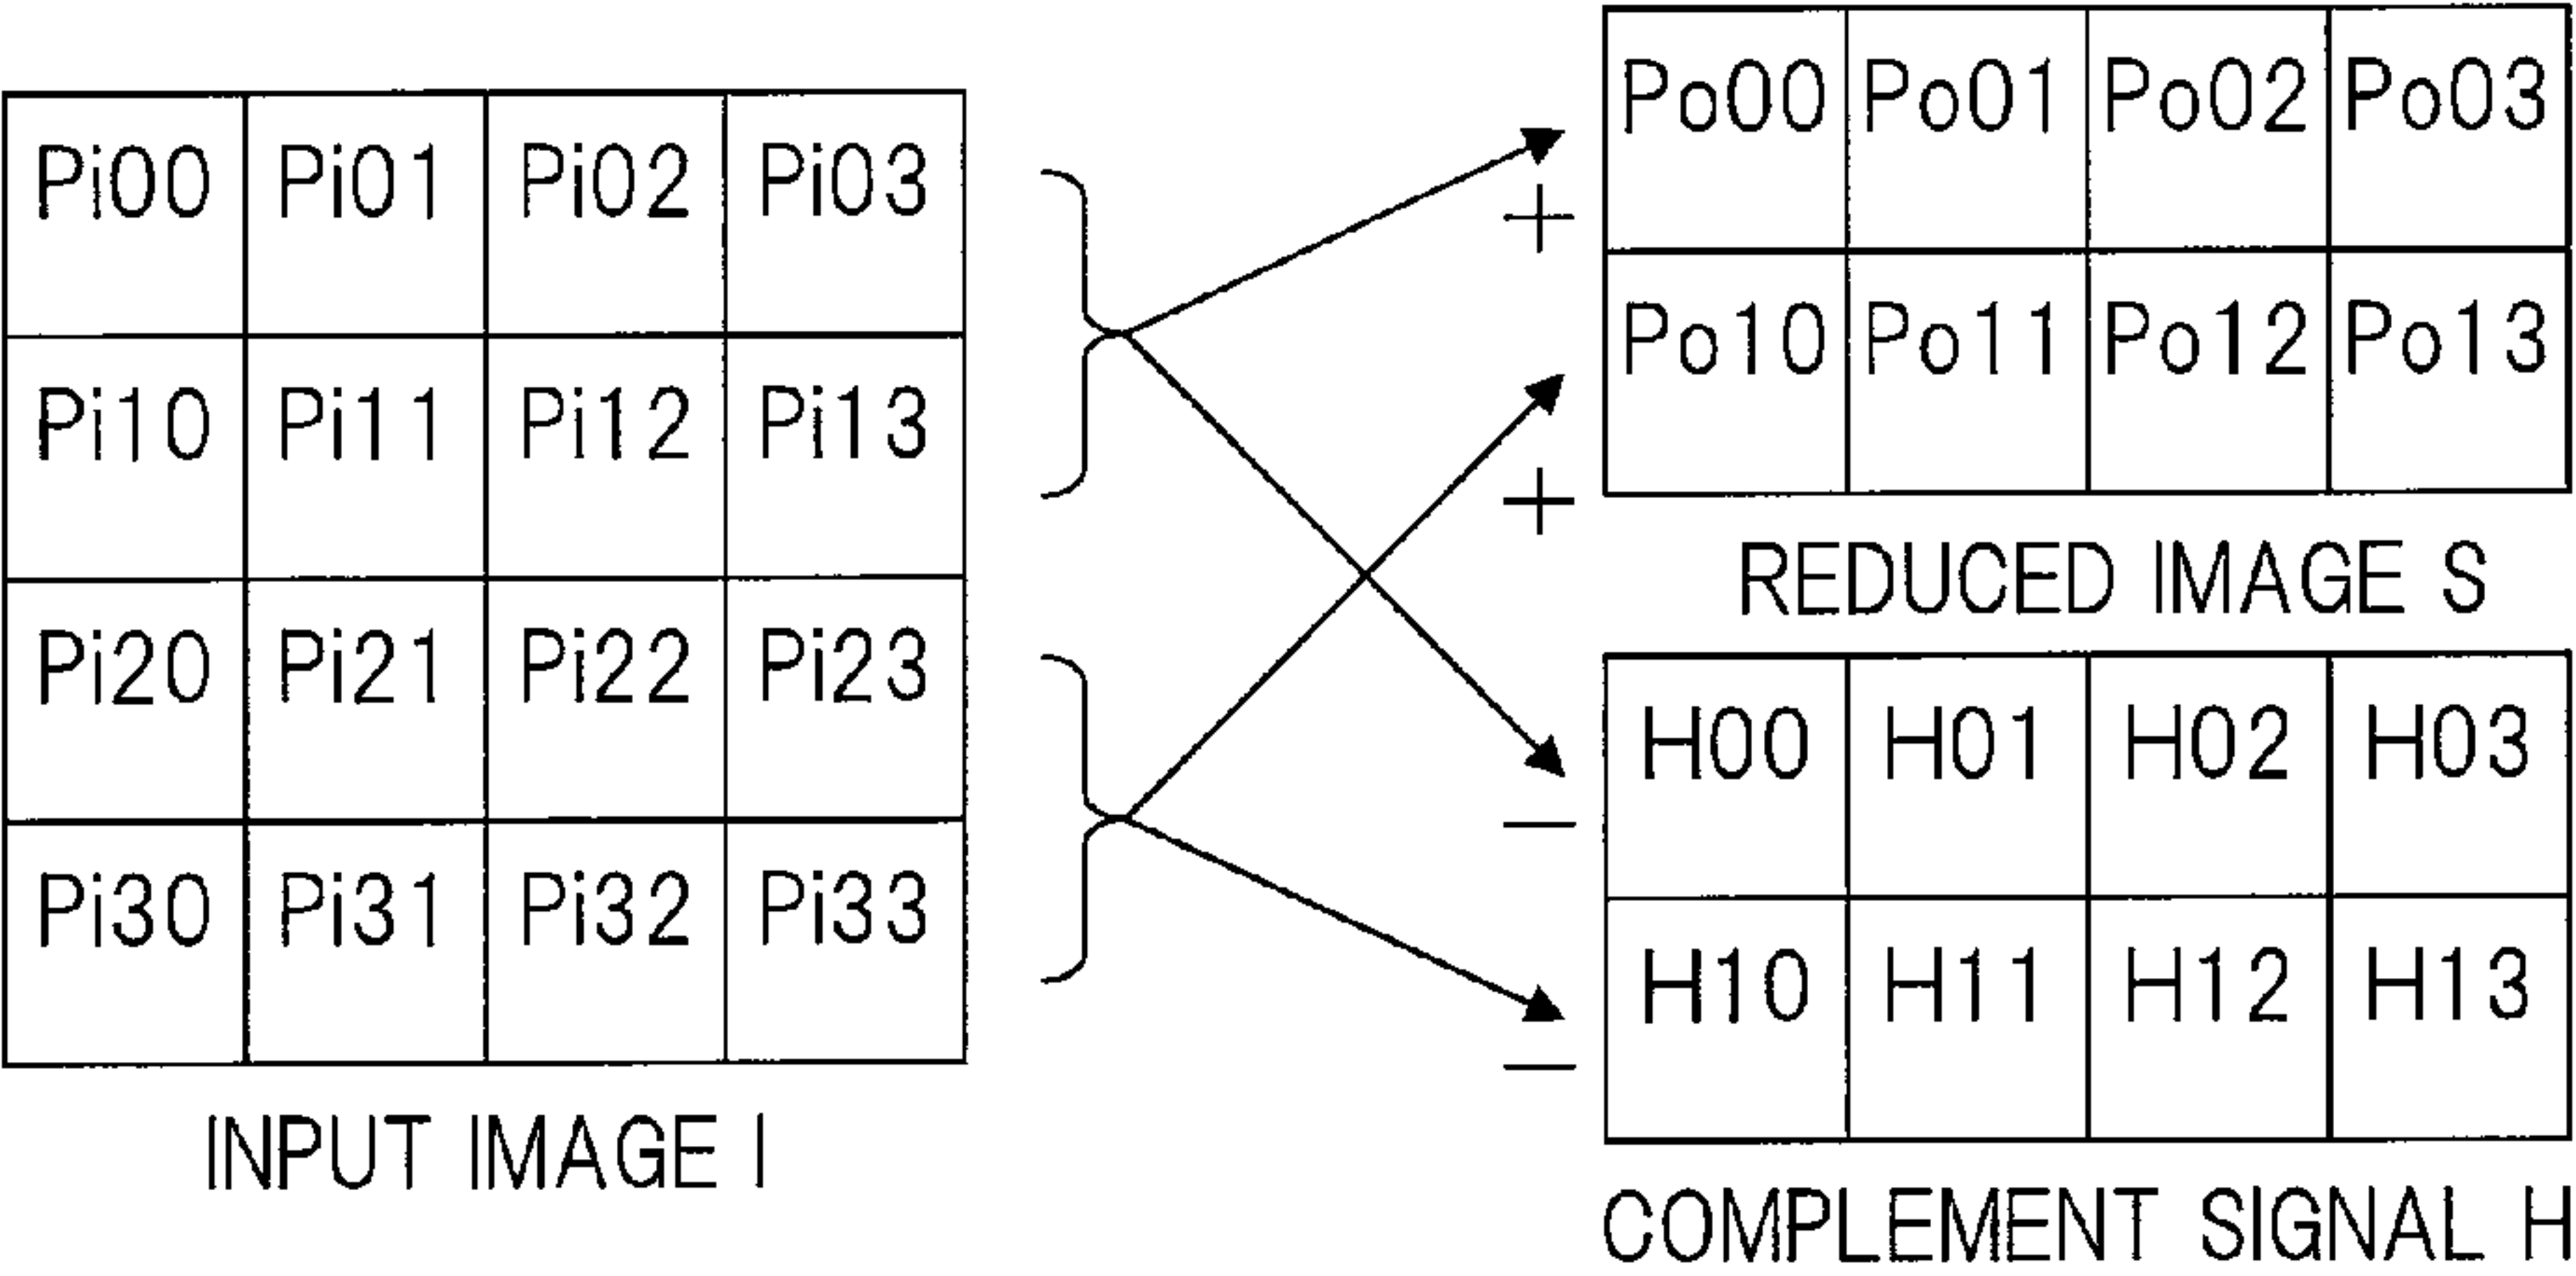 Pi00 Pi01 Pi02 Pi03
Pi10 Pi11 Pi12 Pi13
Pi20 Pi21 Pi22 Pi23
Pi30 Pi31 Pi32 Pi33
INPUT IMAGE I
+
+
−
−
Po00 Po01 Po02 Po03
Po10 Po11 Po12 Po13
REDUCED IMAGE S
H00 H01 H02 H03
H10 H11 H12 H13
COMPLEMENT SIGNAL H